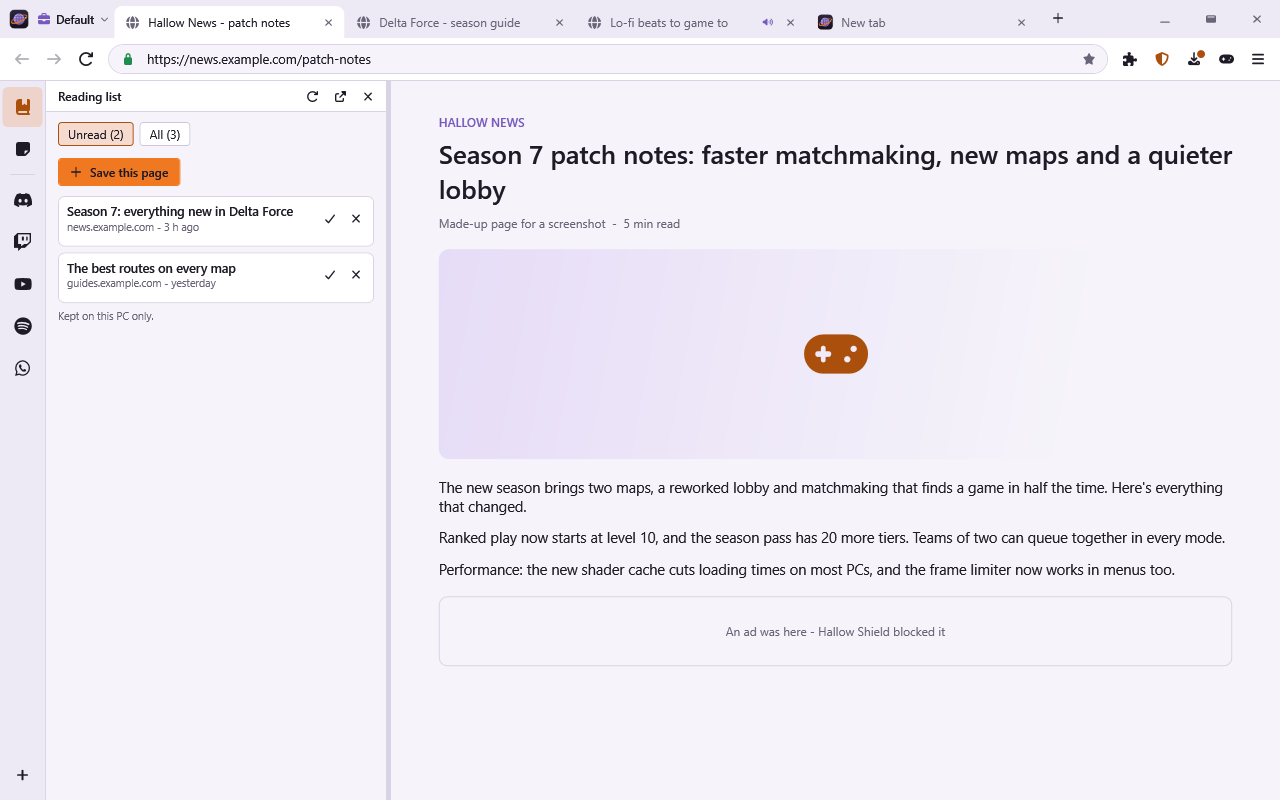 Default
Hallow News - patch notes
Delta Force - season guide
Lo-fi beats to game to
New tab
https://news.example.com/patch-notes
Reading list
Unread (2)
All (3)
Save this page
Season 7: everything new in Delta Force
news.example.com - 3 h ago
The best routes on every map
guides.example.com - yesterday
Kept on this PC only.
HALLOW NEWS
Season 7 patch notes: faster matchmaking, new maps and a quieter
lobby
Made-up page for a screenshot - 5 min read
The new season brings two maps, a reworked lobby and matchmaking that finds a game in half the time. Here's everything
that changed.
Ranked play now starts at level 10, and the season pass has 20 more tiers. Teams of two can queue together in every mode.
Performance: the new shader cache cuts loading times on most PCs, and the frame limiter now works in menus too.
An ad was here - Hallow Shield blocked it